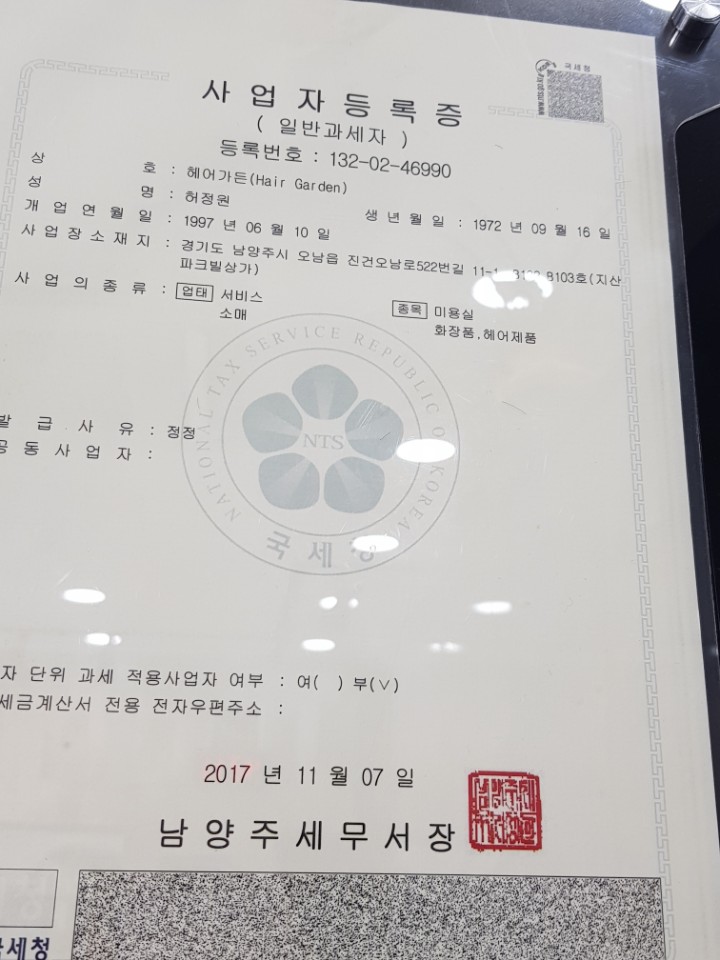 국세청
사업자등록증
( 일반과세자 )
등록번호 : 132-02-46990
상 호 : 헤어가든(Hair Garden)
성 명 : 허정원 생년월일 : 1972 년 09 월 16 일
개업연월일 : 1997 년 06 월 10 일
사업장소재지 : 경기도 남양주시 오남읍 진건오남로522번길 11-1, B103호(지산
파크빌상가)
사업의종류 : 업태 서비스 종목 미용실
소매 화장품,헤어제품
NATIONAL TAX SERVICE REPUBLIC OF KOREA
NTS
국세청
발급사유 : 정정
공동사업자 :
자 단위 과세 적용사업자 여부 : 여( ) 부(∨)
세금계산서 전용 전자우편주소 :
2017 년 11 월 07 일
남양주세무서장
국세청